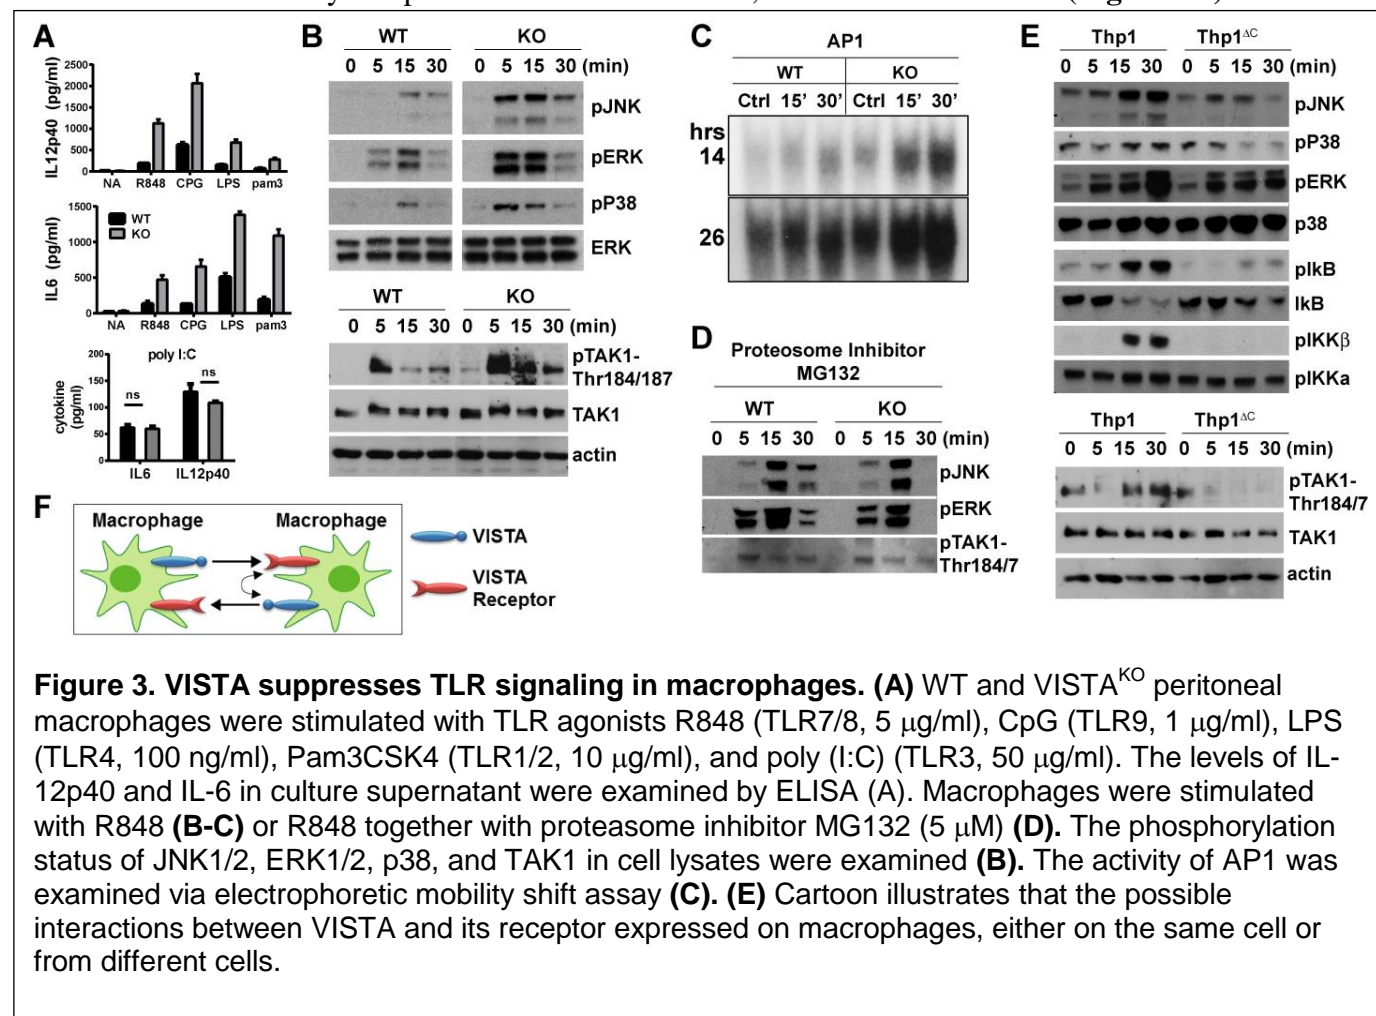 A
IL12p40 (pg/ml)
2500
2000
1500
1000
500
0
NA R848 CPG LPS pam3
IL6 (pg/ml)
1500
1000
500
0
WT
KO
NA R848 CPG LPS pam3
poly I:C
cytokine
(pg/ml)
200
150
100
50
0
ns
ns
IL6 IL12p40
B
WT KO
0 5 15 30 0 5 15 30 (min)
pJNK
pERK
pP38
ERK
WT KO
0 5 15 30 0 5 15 30 (min)
pTAK1-
Thr184/187
TAK1
actin
C
AP1
WT KO
Ctrl 15' 30' Ctrl 15' 30'
hrs
14
26
D
Proteosome Inhibitor
MG132
WT KO
0 5 15 30 0 5 15 30 (min)
pJNK
pERK
pTAK1-
Thr184/7
E
Thp1 Thp1ΔC
0 5 15 30 0 5 15 30 (min)
pJNK
pP38
pERK
p38
pIkB
IkB
pIKKβ
pIKKa
Thp1 Thp1ΔC
0 5 15 30 0 5 15 30 (min)
pTAK1-
Thr184/7
TAK1
actin
F
Macrophage Macrophage
VISTA
VISTA
Receptor
Figure 3. VISTA suppresses TLR signaling in macrophages. (A) WT and VISTAKO peritoneal
macrophages were stimulated with TLR agonists R848 (TLR7/8, 5 μg/ml), CpG (TLR9, 1 μg/ml), LPS
(TLR4, 100 ng/ml), Pam3CSK4 (TLR1/2, 10 μg/ml), and poly (I:C) (TLR3, 50 μg/ml). The levels of IL-
12p40 and IL-6 in culture supernatant were examined by ELISA (A). Macrophages were stimulated
with R848 (B-C) or R848 together with proteasome inhibitor MG132 (5 μM) (D). The phosphorylation
status of JNK1/2, ERK1/2, p38, and TAK1 in cell lysates were examined (B). The activity of AP1 was
examined via electrophoretic mobility shift assay (C). (E) Cartoon illustrates that the possible
interactions between VISTA and its receptor expressed on macrophages, either on the same cell or
from different cells.